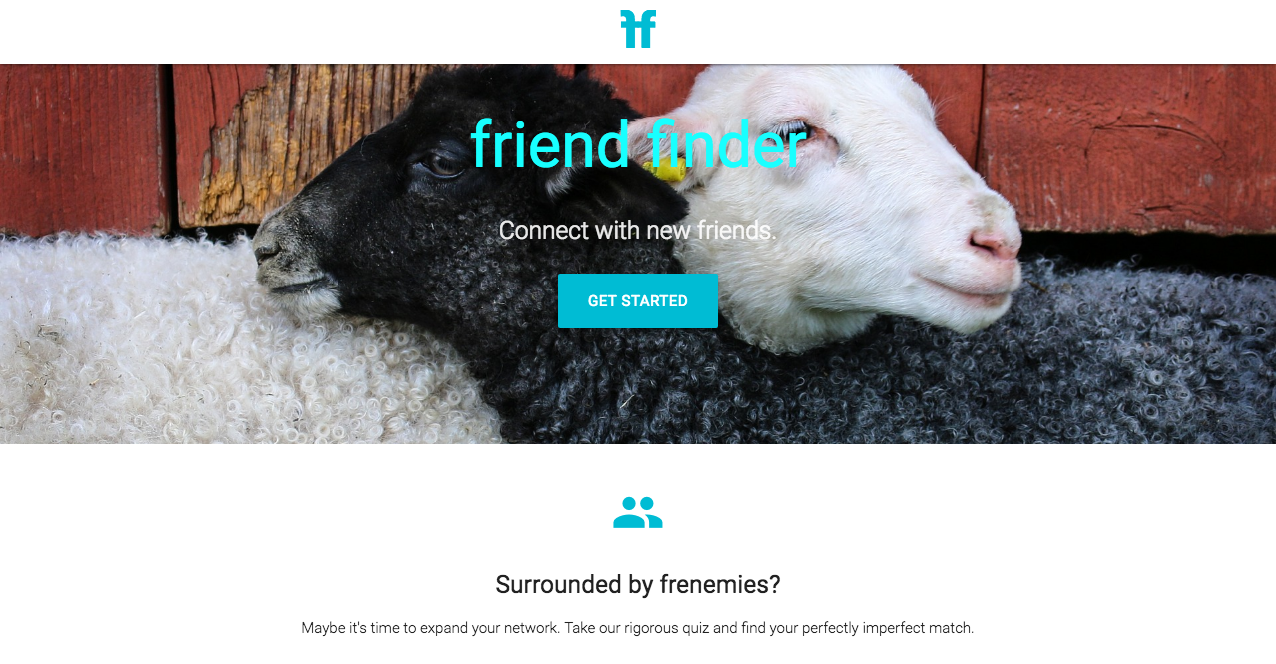 ff
friend finder
Connect with new friends.
GET STARTED
Surrounded by frenemies?
Maybe it's time to expand your network. Take our rigorous quiz and find your perfectly imperfect match.